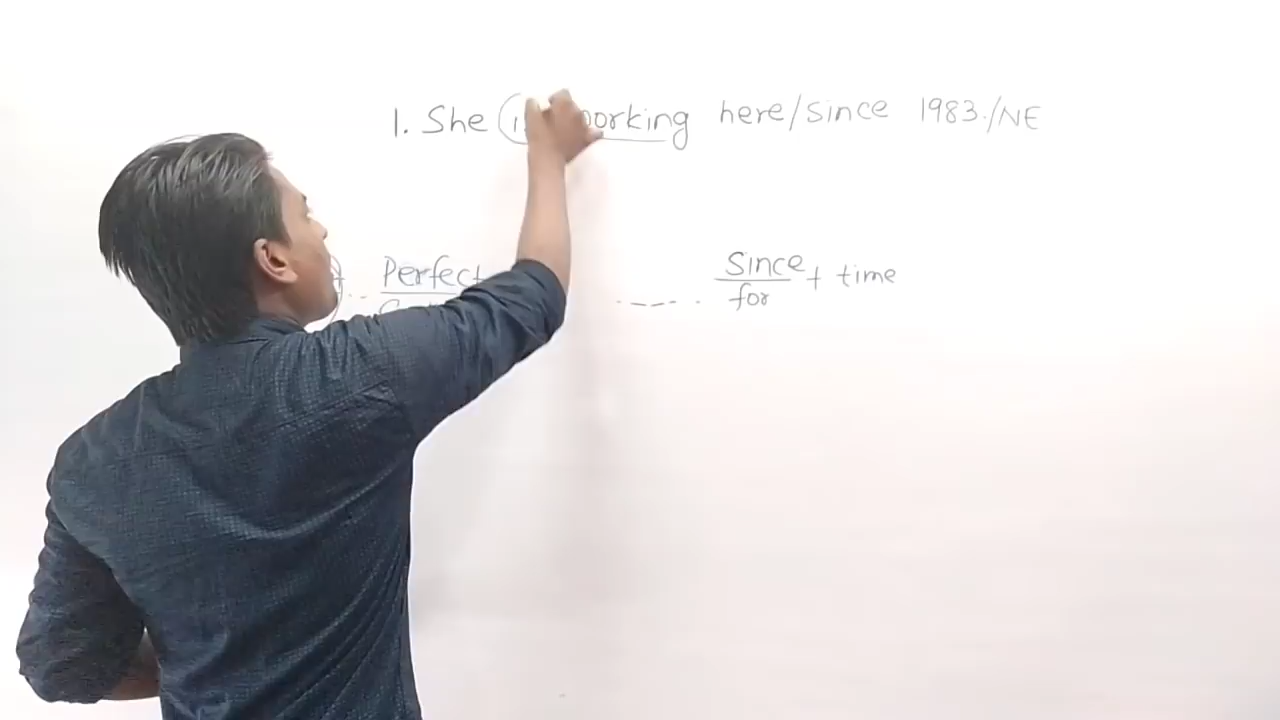 1. She working here/Since 1983./NE
Perfect ..---. Since + time
for